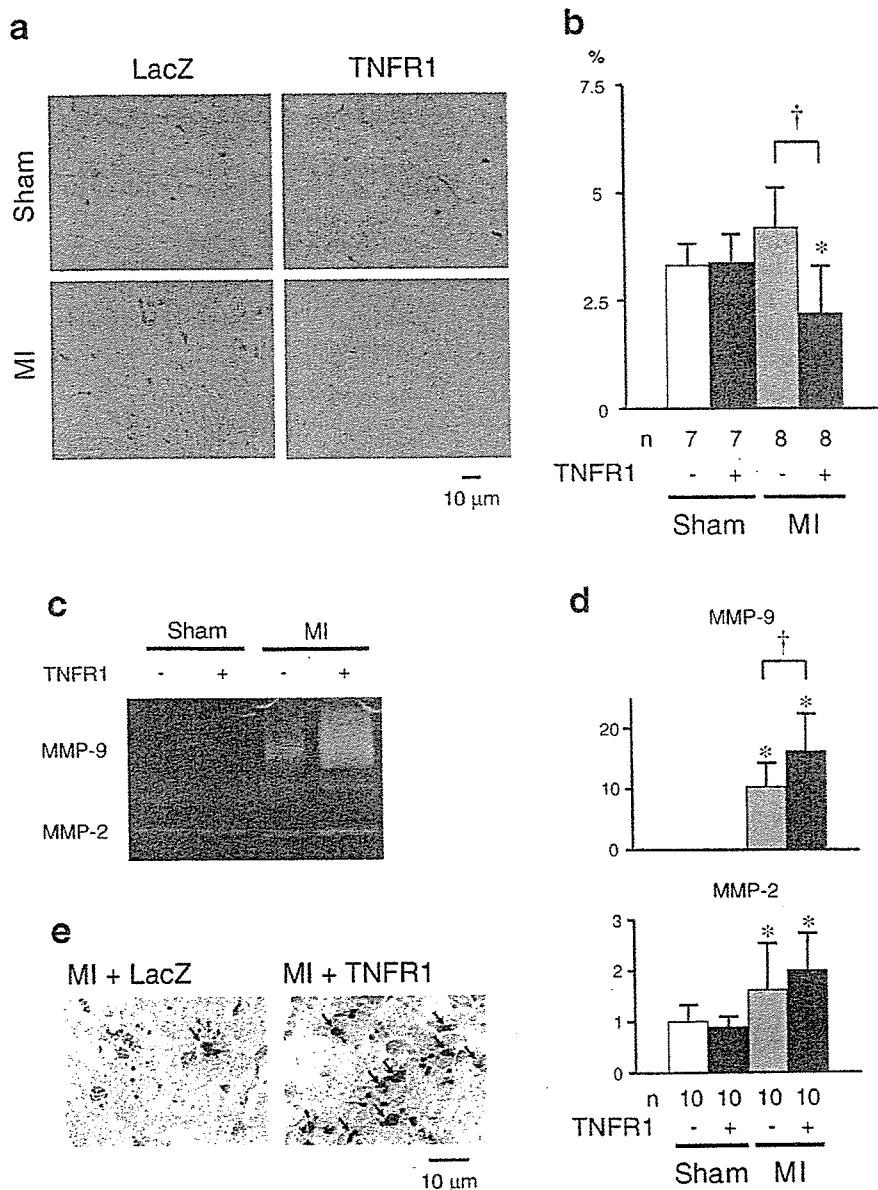 a
LacZ TNFR1
Sham
MI
10 µm
b
%
7.5
5
2.5
0
†
*
n 7 7 8 8
TNFR1 - + - +
Sham MI
c
Sham MI
TNFR1 - + - +
MMP-9
MMP-2
d
MMP-9
†
* *
20
10
0
MMP-2
* *
3
2
1
0
n 10 10 10 10
TNFR1 - + - +
Sham MI
e
MI + LacZ MI + TNFR1
10 µm